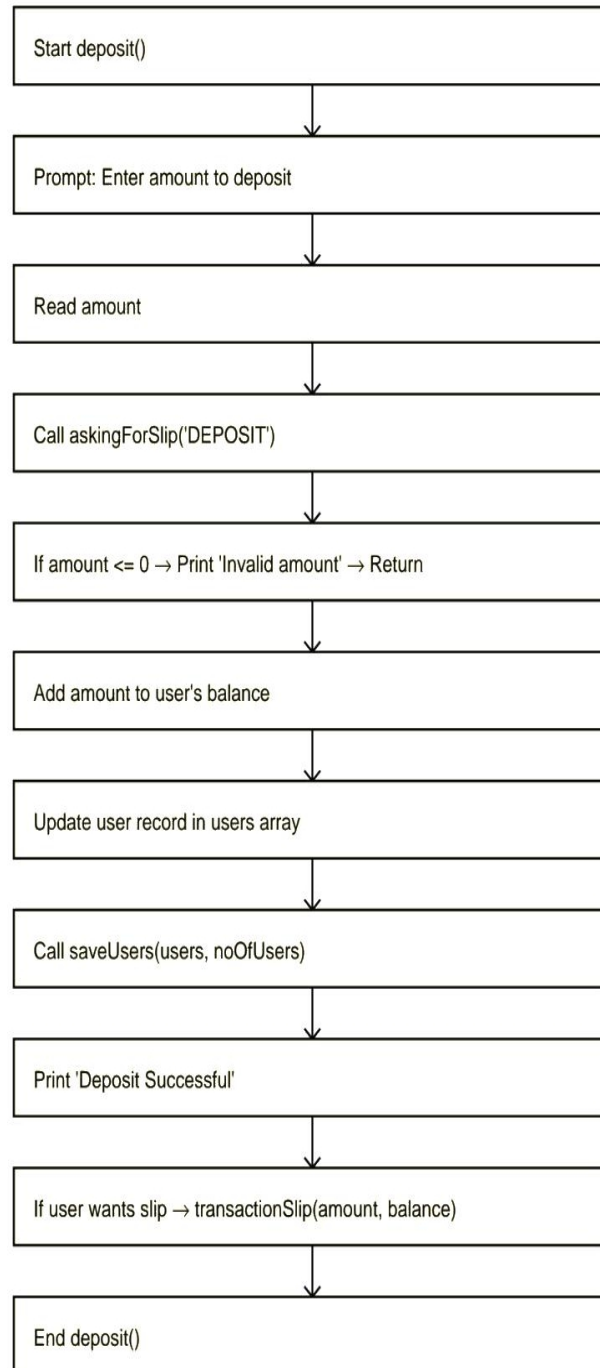 Start deposit()
Prompt: Enter amount to deposit
Read amount
Call askingForSlip('DEPOSIT')
If amount <= 0 → Print 'Invalid amount' → Return
Add amount to user's balance
Update user record in users array
Call saveUsers(users, noOfUsers)
Print 'Deposit Successful'
If user wants slip → transactionSlip(amount, balance)
End deposit()